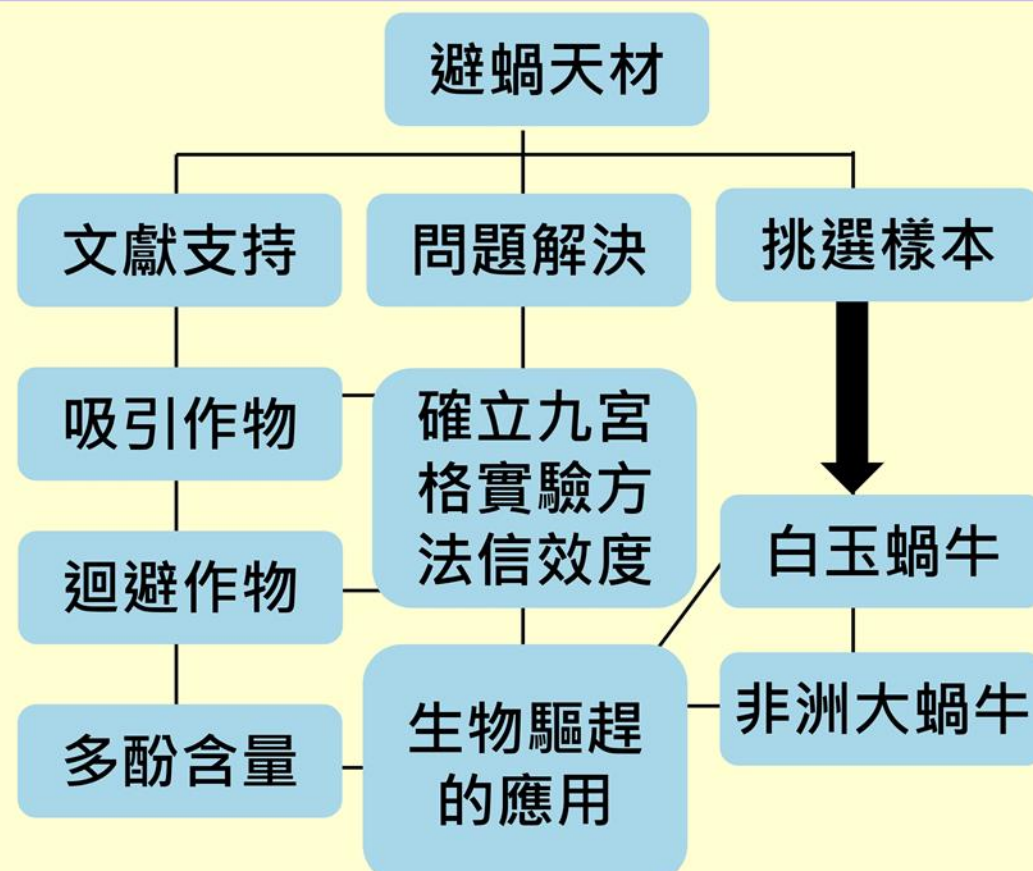 避蝸天材
文獻支持
問題解決
挑選樣本
吸引作物
確立九宮
格實驗方
法信效度
迴避作物
白玉蝸牛
多酚含量
生物驅趕
的應用
非洲大蝸牛